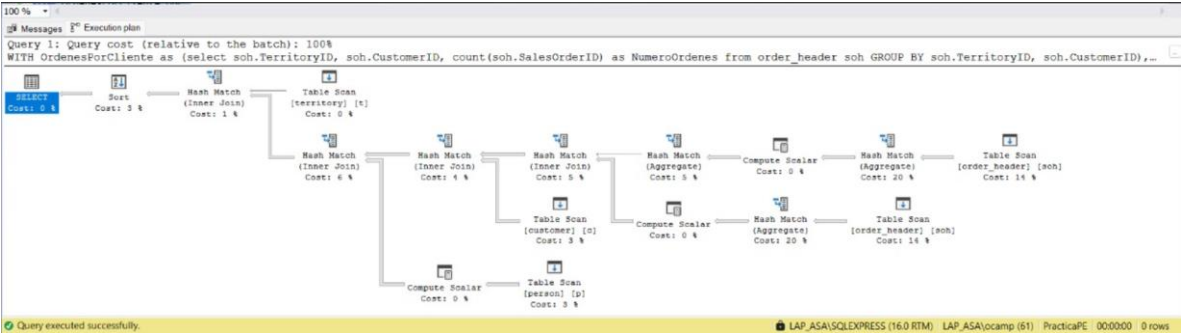 100 %
Messages Execution plan
Query 1: Query cost (relative to the batch): 100%
WITH OrdenesPorCliente as (select soh.TerritoryID, soh.CustomerID, count(soh.SalesOrderID) as NumeroOrdenes from order_header soh GROUP BY soh.TerritoryID, soh.CustomerID),…
SELECT
Cost: 0 %
Sort
Cost: 3 %
Hash Match
(Inner Join)
Cost: 1 %
Table Scan
[territory] [t]
Cost: 0 %
Hash Match
(Inner Join)
Cost: 6 %
Hash Match
(Inner Join)
Cost: 4 %
Hash Match
(Inner Join)
Cost: 5 %
Hash Match
(Aggregate)
Cost: 5 %
Compute Scalar
Cost: 0 %
Hash Match
(Aggregate)
Cost: 20 %
Table Scan
[order_header] [soh]
Cost: 14 %
Table Scan
[customer] [c]
Cost: 3 %
Compute Scalar
Cost: 0 %
Hash Match
(Aggregate)
Cost: 20 %
Table Scan
[order_header] [soh]
Cost: 14 %
Compute Scalar
Cost: 0 %
Table Scan
[person] [p]
Cost: 3 %
Query executed successfully.
LAP_ASA\SQLEXPRESS (16.0 RTM) LAP_ASA\ocamp (61) PracticaPE 00:00:00 0 rows